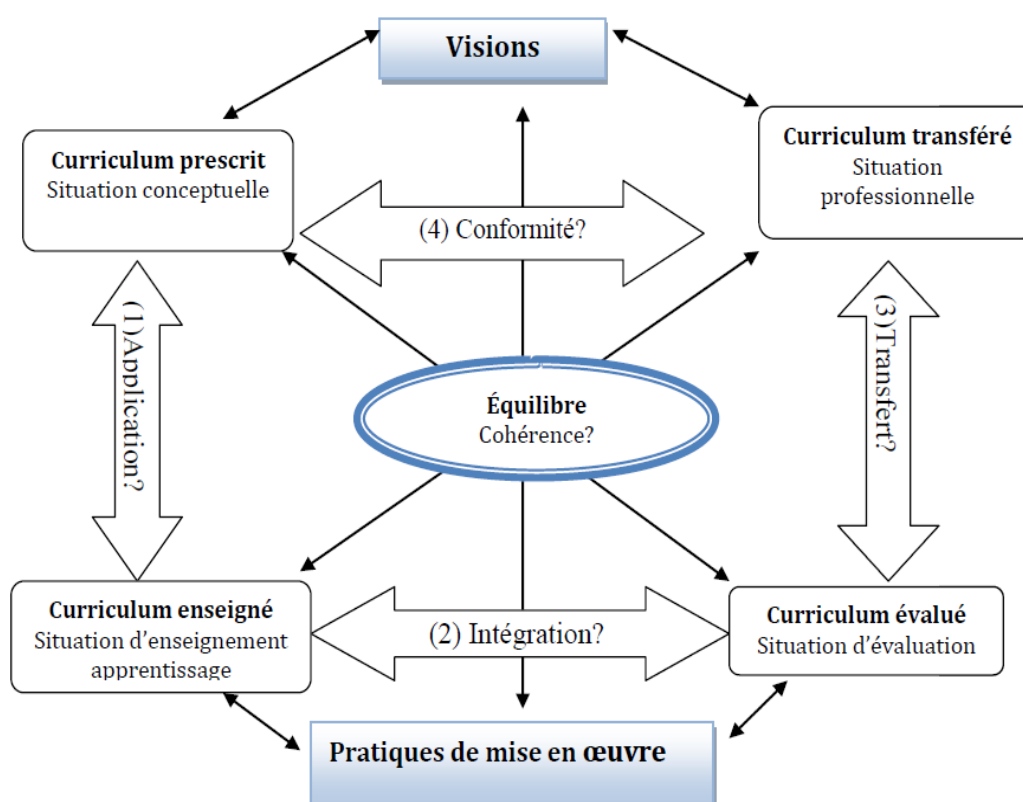 Visions
Curriculum prescrit
Situation conceptuelle
Curriculum transféré
Situation
professionnelle
(4) Conformité?
(1)Application?
(3)Transfert?
Équilibre
Cohérence?
Curriculum enseigné
Situation d'enseignement
apprentissage
(2) Intégration?
Curriculum évalué
Situation d'évaluation
Pratiques de mise en œuvre